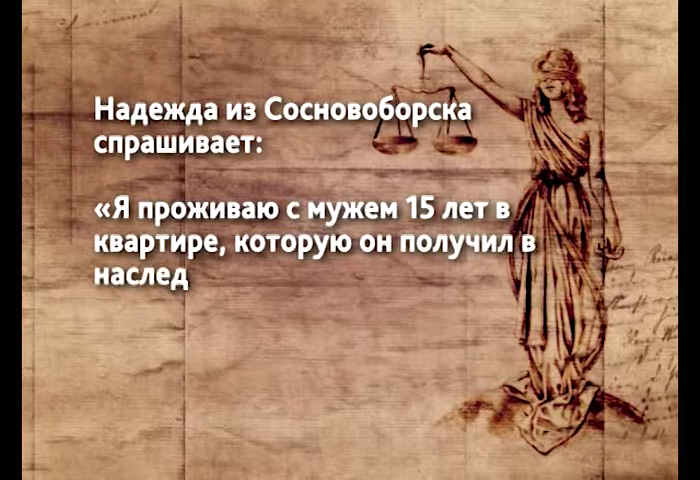 Надежда из Сосновоборска
спрашивает:
«Я проживаю с мужем 15 лет в
квартире, которую он получил в
наслед